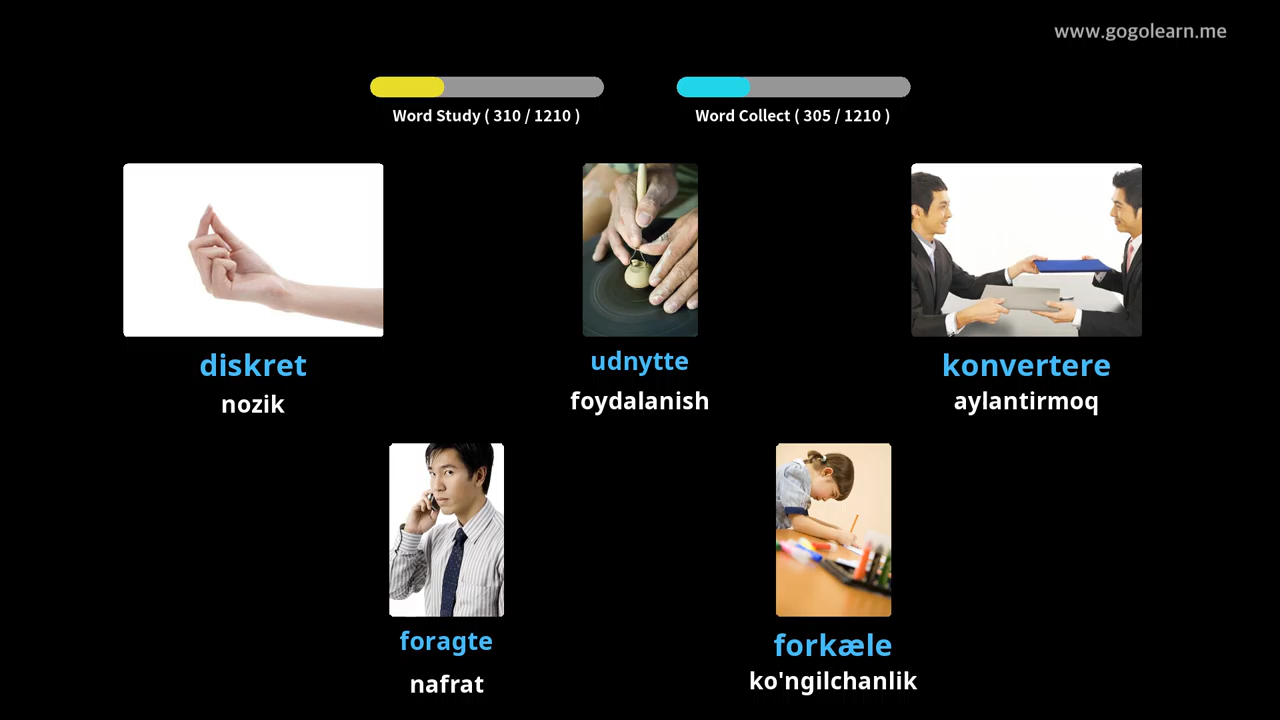 www.gogolearn.me
Word Study ( 310 / 1210 )
Word Collect ( 305 / 1210 )
diskret
nozik
udnytte
foydalanish
konvertere
aylantirmoq
foragte
nafrat
forkæle
ko'ngilchanlik